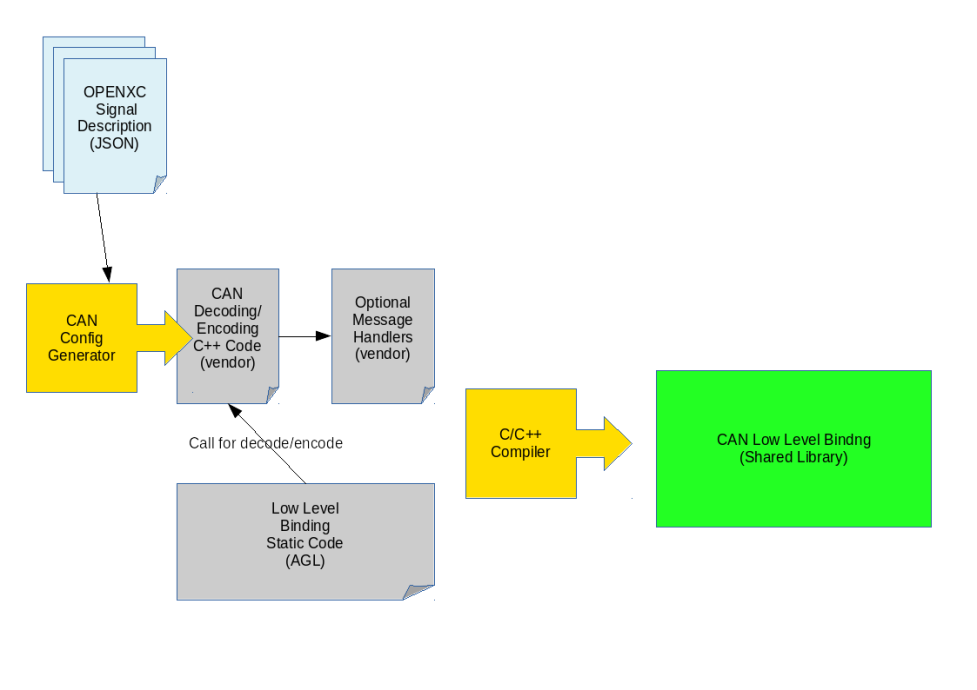 OPENXC
Signal
Description
(JSON)
CAN
Config
Generator
CAN
Decoding/
Encoding
C++ Code
(vendor)
Optional
Message
Handlers
(vendor)
Call for decode/encode
C/C++
Compiler
CAN Low Level Bindng
(Shared Library)
Low Level
Binding
Static Code
(AGL)